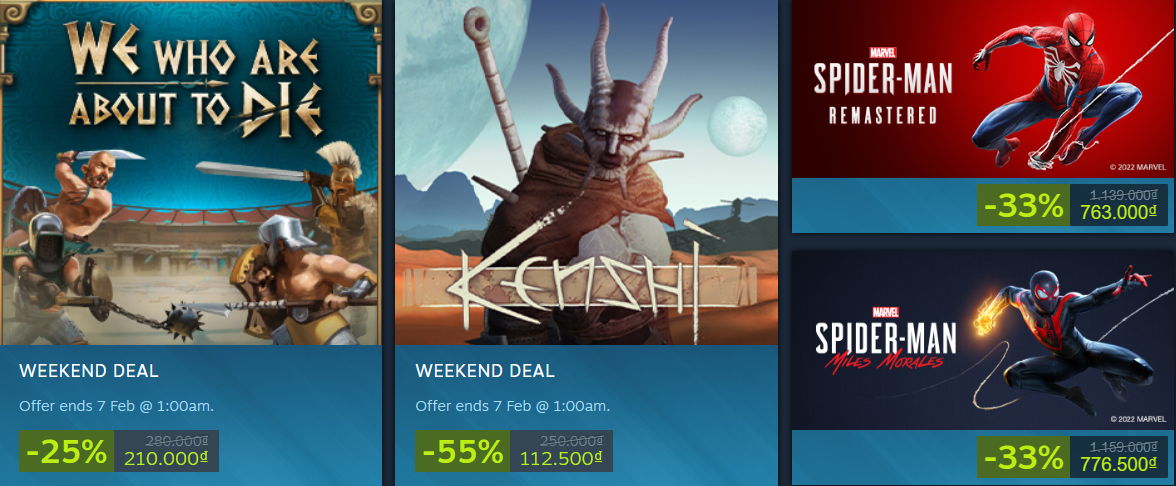 WE WHO ARE
ABOUT TO DIE
WEEKEND DEAL
Offer ends 7 Feb @ 1:00am.
-25%
280.000₫
210.000₫
KENSHI
WEEKEND DEAL
Offer ends 7 Feb @ 1:00am.
-55%
250.000₫
112.500₫
MARVEL
SPIDER-MAN
REMASTERED
© 2022 MARVEL
-33%
1.139.000₫
763.000₫
MARVEL
SPIDER-MAN
MILES MORALES
© 2022 MARVEL
-33%
1.159.000₫
776.500₫